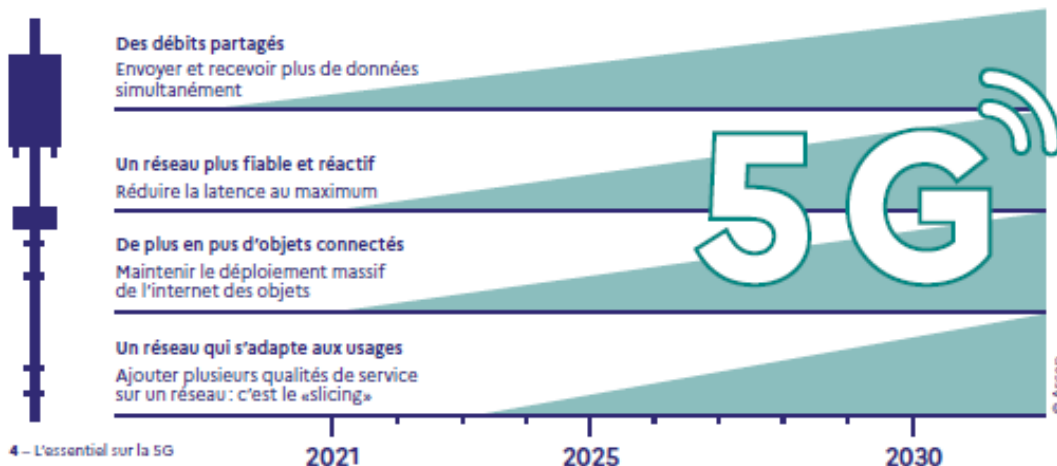 Des débits partagés
Envoyer et recevoir plus de données
simultanément
Un réseau plus fiable et réactif
Réduire la latence au maximum
De plus en pus d'objets connectés
Maintenir le déploiement massif
de l'internet des objets
Un réseau qui s'adapte aux usages
Ajouter plusieurs qualités de service
sur un réseau : c'est le «slicing»
5G
© Arcep
4 – L'essentiel sur la 5G
2021
2025
2030